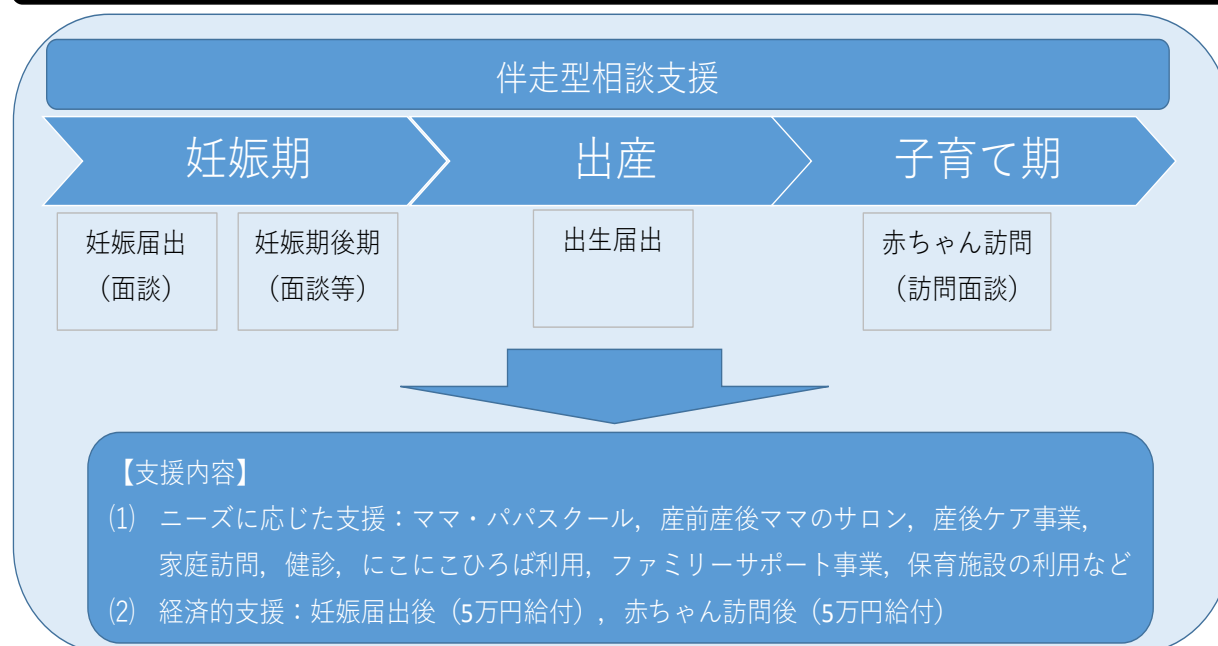 伴走型相談支援
妊娠期
出産
子育て期
妊娠届出
（面談）
妊娠期後期
（面談等）
出生届出
赤ちゃん訪問
（訪問面談）
【支援内容】
⑴　ニーズに応じた支援：ママ・パパスクール，産前産後ママのサロン，産後ケア事業，
家庭訪問，健診，にこにこひろば利用，ファミリーサポート事業，保育施設の利用など
⑵　経済的支援：妊娠届出後（5万円給付），赤ちゃん訪問後（5万円給付）